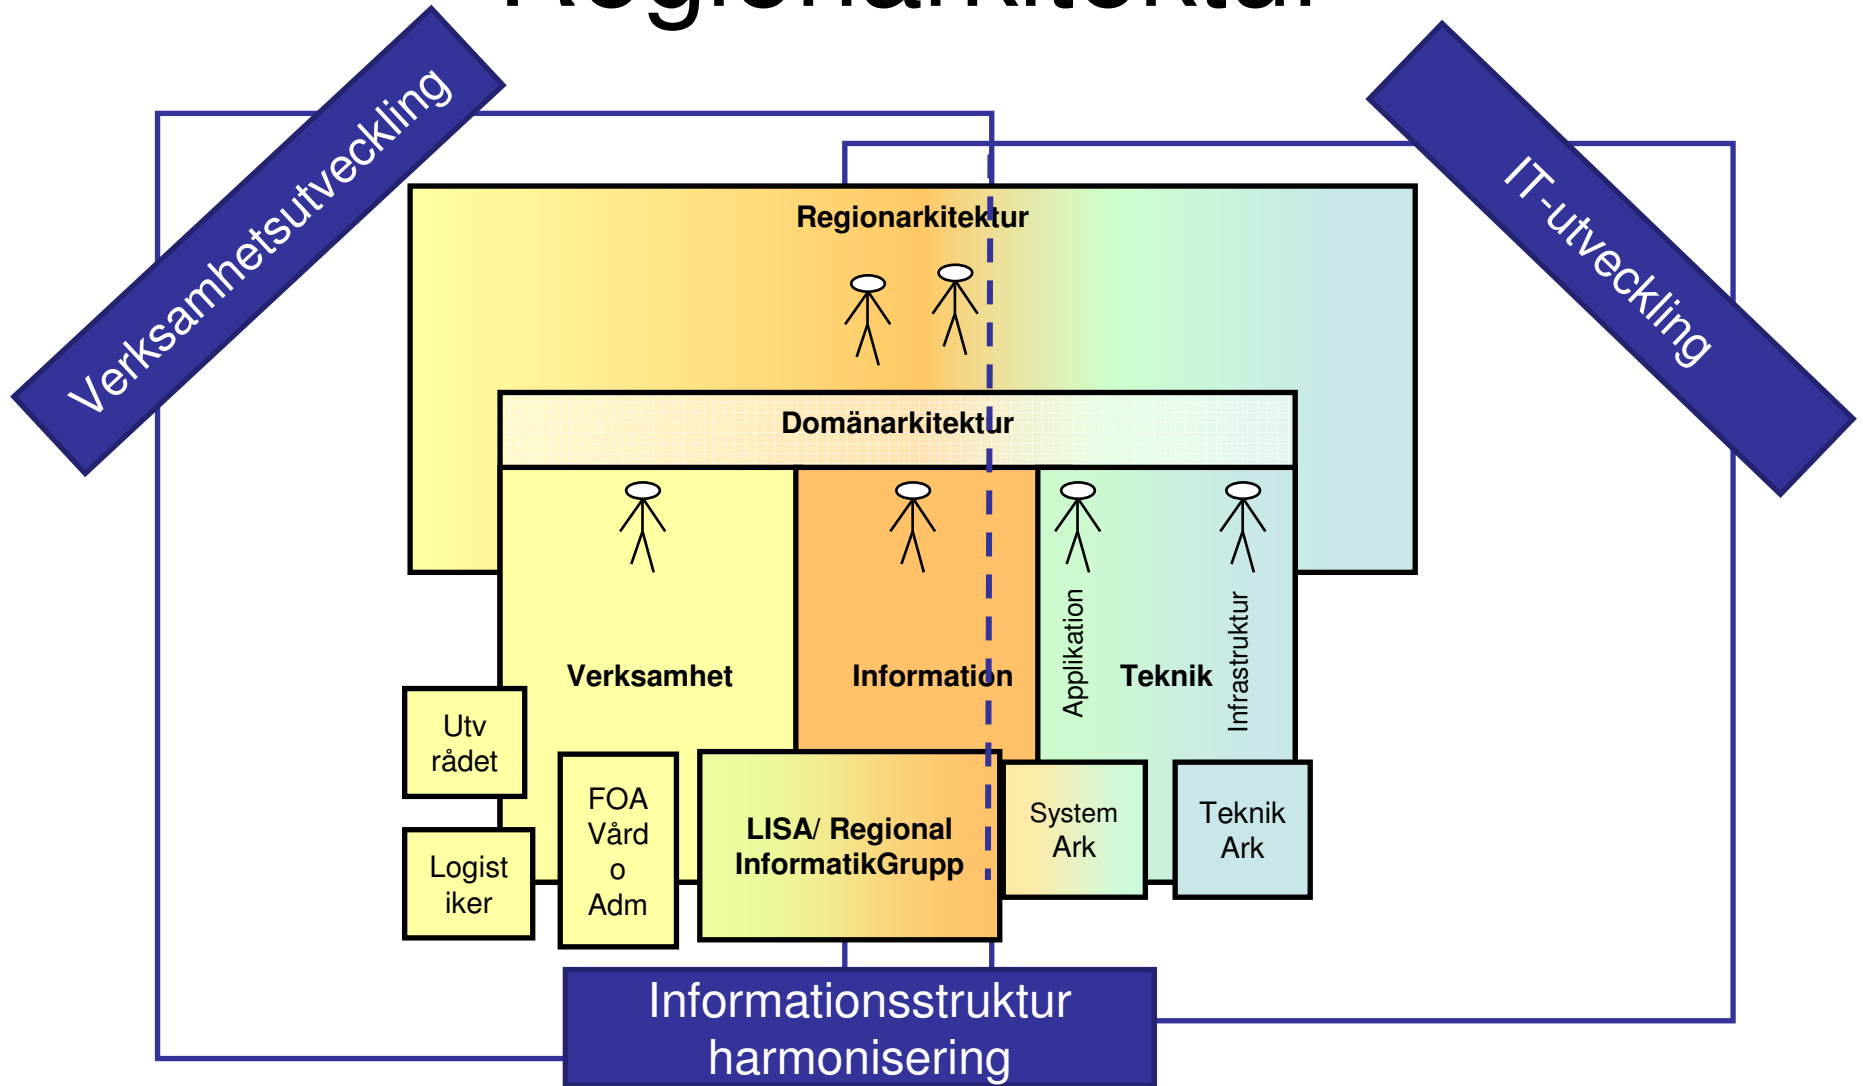 Regionarkitektur
Verksamhetsutveckling
IT-utveckling
Regionarkitektur
Domänarkitektur
Applikation
Infrastruktur
Verksamhet
Information
Teknik
Utv
rådet
FOA
Vård
o
Adm
LISA/ Regional
InformatikGrupp
System
Ark
Teknik
Ark
Logist
iker
Informationsstruktur
harmonisering